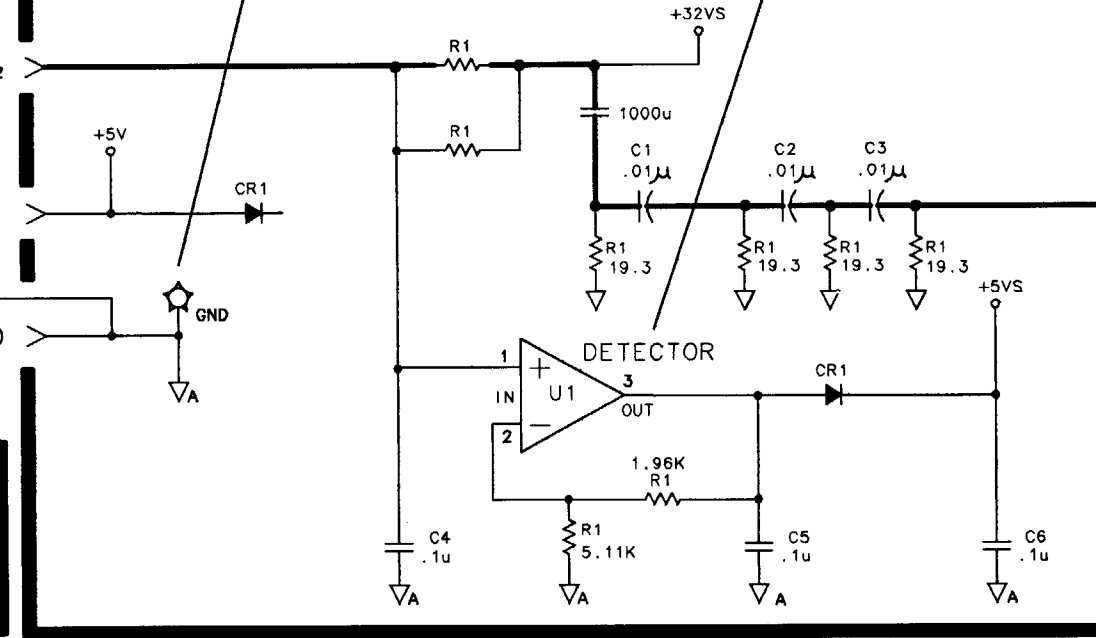 +32VS
R1
+5V
R1
1000u
C1
.01µ
C2
.01µ
C3
.01µ
CR1
R1
19.3
R1
19.3
R1
19.3
R1
19.3
GND
+5VS
DETECTOR
A
1
+
IN
U1
3
OUT
CR1
2
−
1.96K
R1
C4
.1u
R1
5.11K
C5
.1u
C6
.1u
A
A
A
A